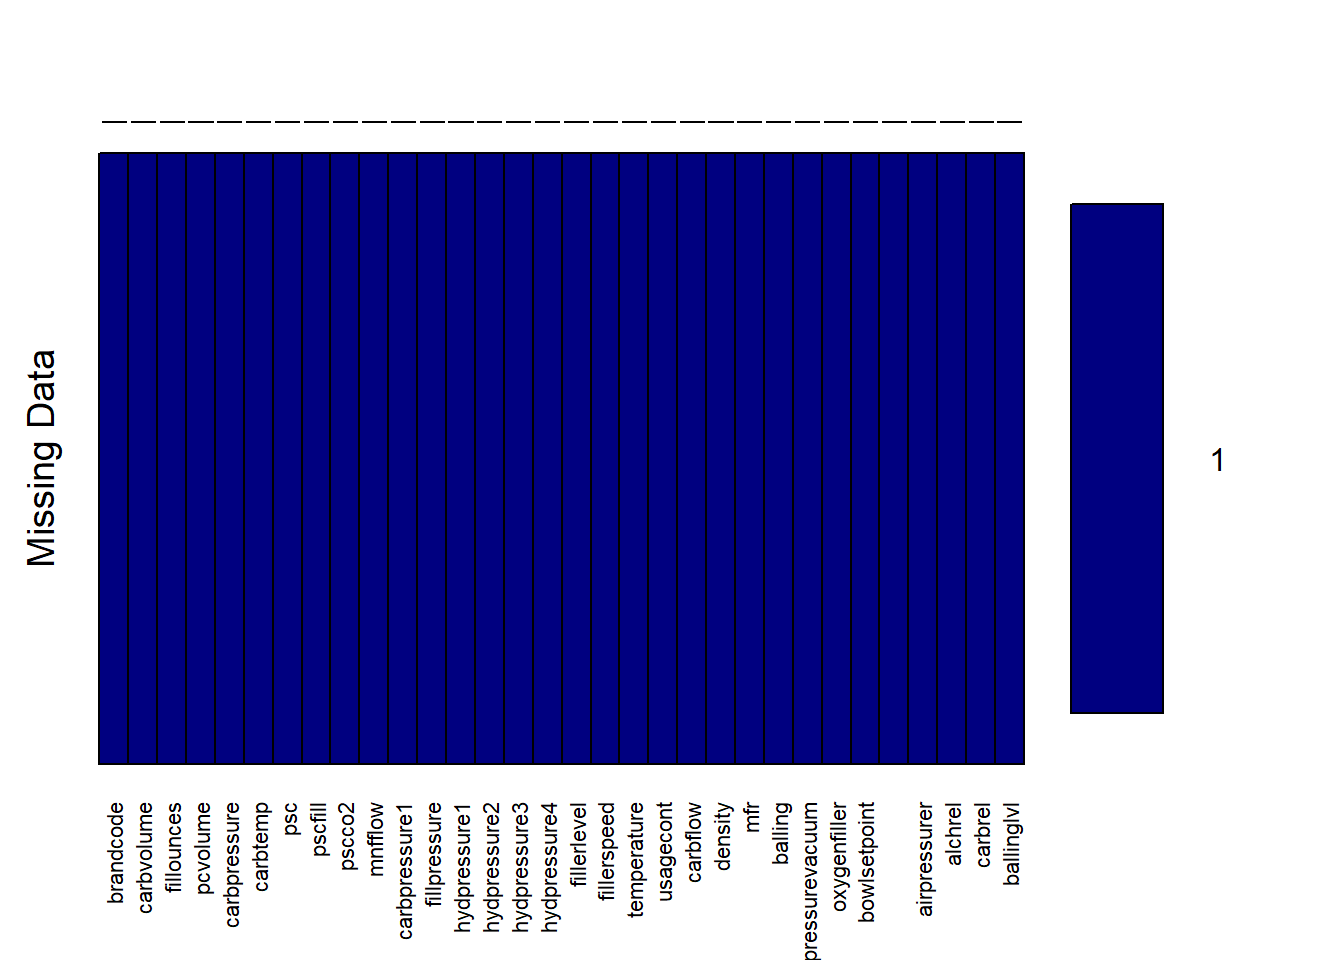 Missing Data
1
brandcode
carbvolume
fillounces
pcvolume
carbpressure
carbtemp
psc
pscfill
pscco2
mnfflow
carbpressure1
fillpressure
hydpressure1
hydpressure2
hydpressure3
hydpressure4
fillerlevel
fillerspeed
temperature
usagecont
carbflow
density
mfr
balling
pressurevacuum
oxygenfiller
bowlsetpoint
airpressurer
alchrel
carbrel
ballinglvl